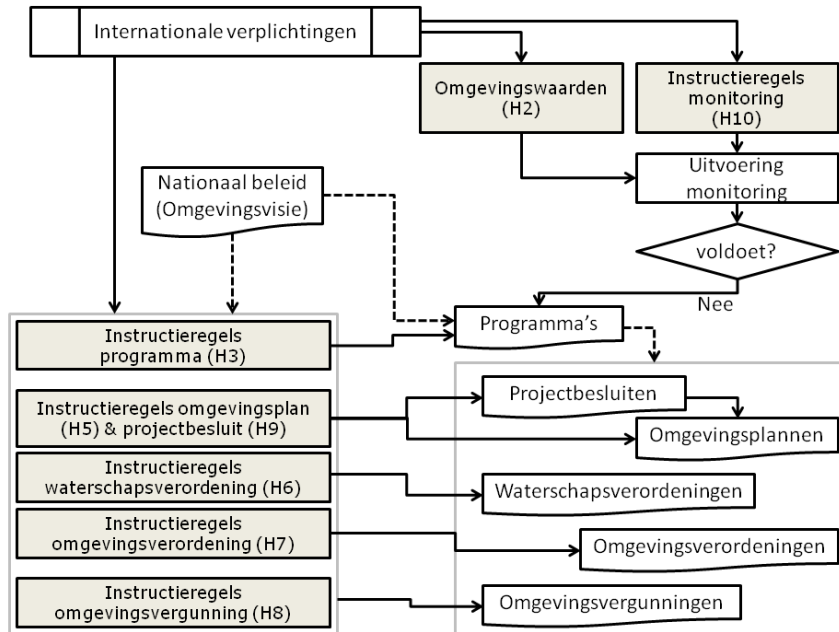 Internationale verplichtingen
Omgevingswaarden
(H2)
Instructieregels
monitoring
(H10)
Nationaal beleid
(Omgevingsvisie)
Uitvoering
monitoring
voldoet?
Nee
Instructieregels
programma (H3)
Programma's
Instructieregels omgevingsplan
(H5) & projectbesluit (H9)
Projectbesluiten
Omgevingsplannen
Instructieregels
waterschapsverordening (H6)
Waterschapsverordeningen
Instructieregels
omgevingsverordening (H7)
Omgevingsverordeningen
Instructieregels
omgevingsvergunning (H8)
Omgevingsvergunningen